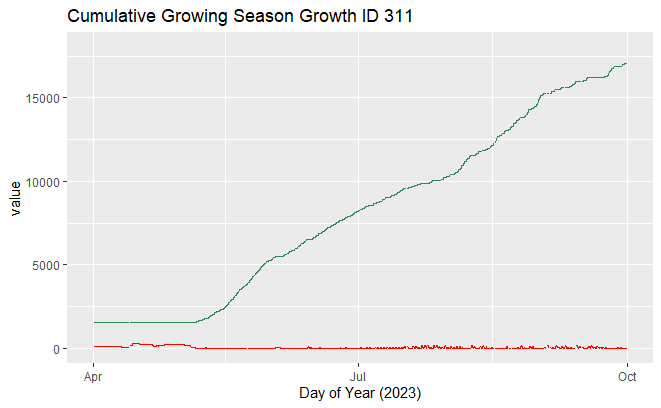 Cumulative Growing Season Growth ID 311
15000
10000
5000
0
value
Apr
Jul
Oct
Day of Year (2023)